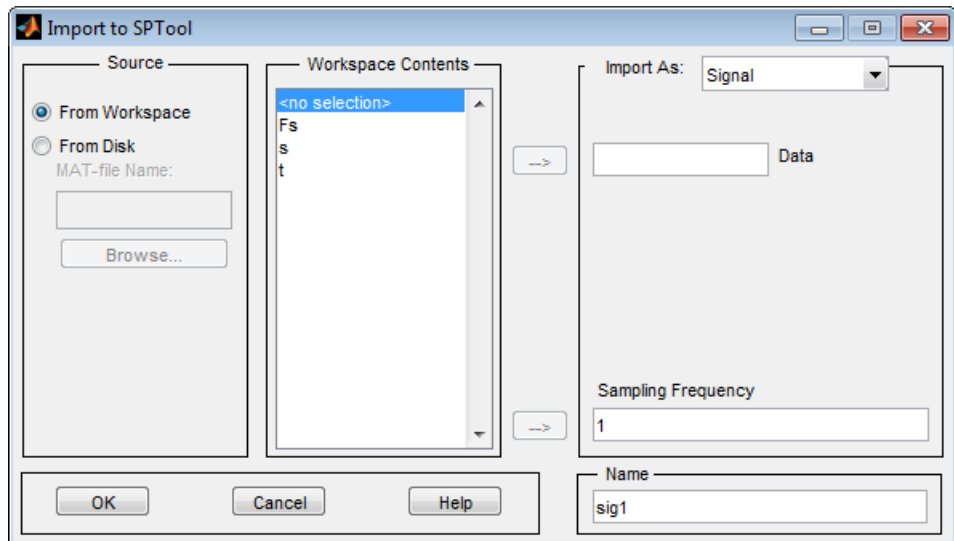 Import to SPTool
Source
From Workspace
From Disk
MAT-file Name:
Browse...
Workspace Contents
<no selection>
Fs
s
t
-->
-->
Import As:
Signal
Data
Sampling Frequency
1
OK
Cancel
Help
Name
sig1